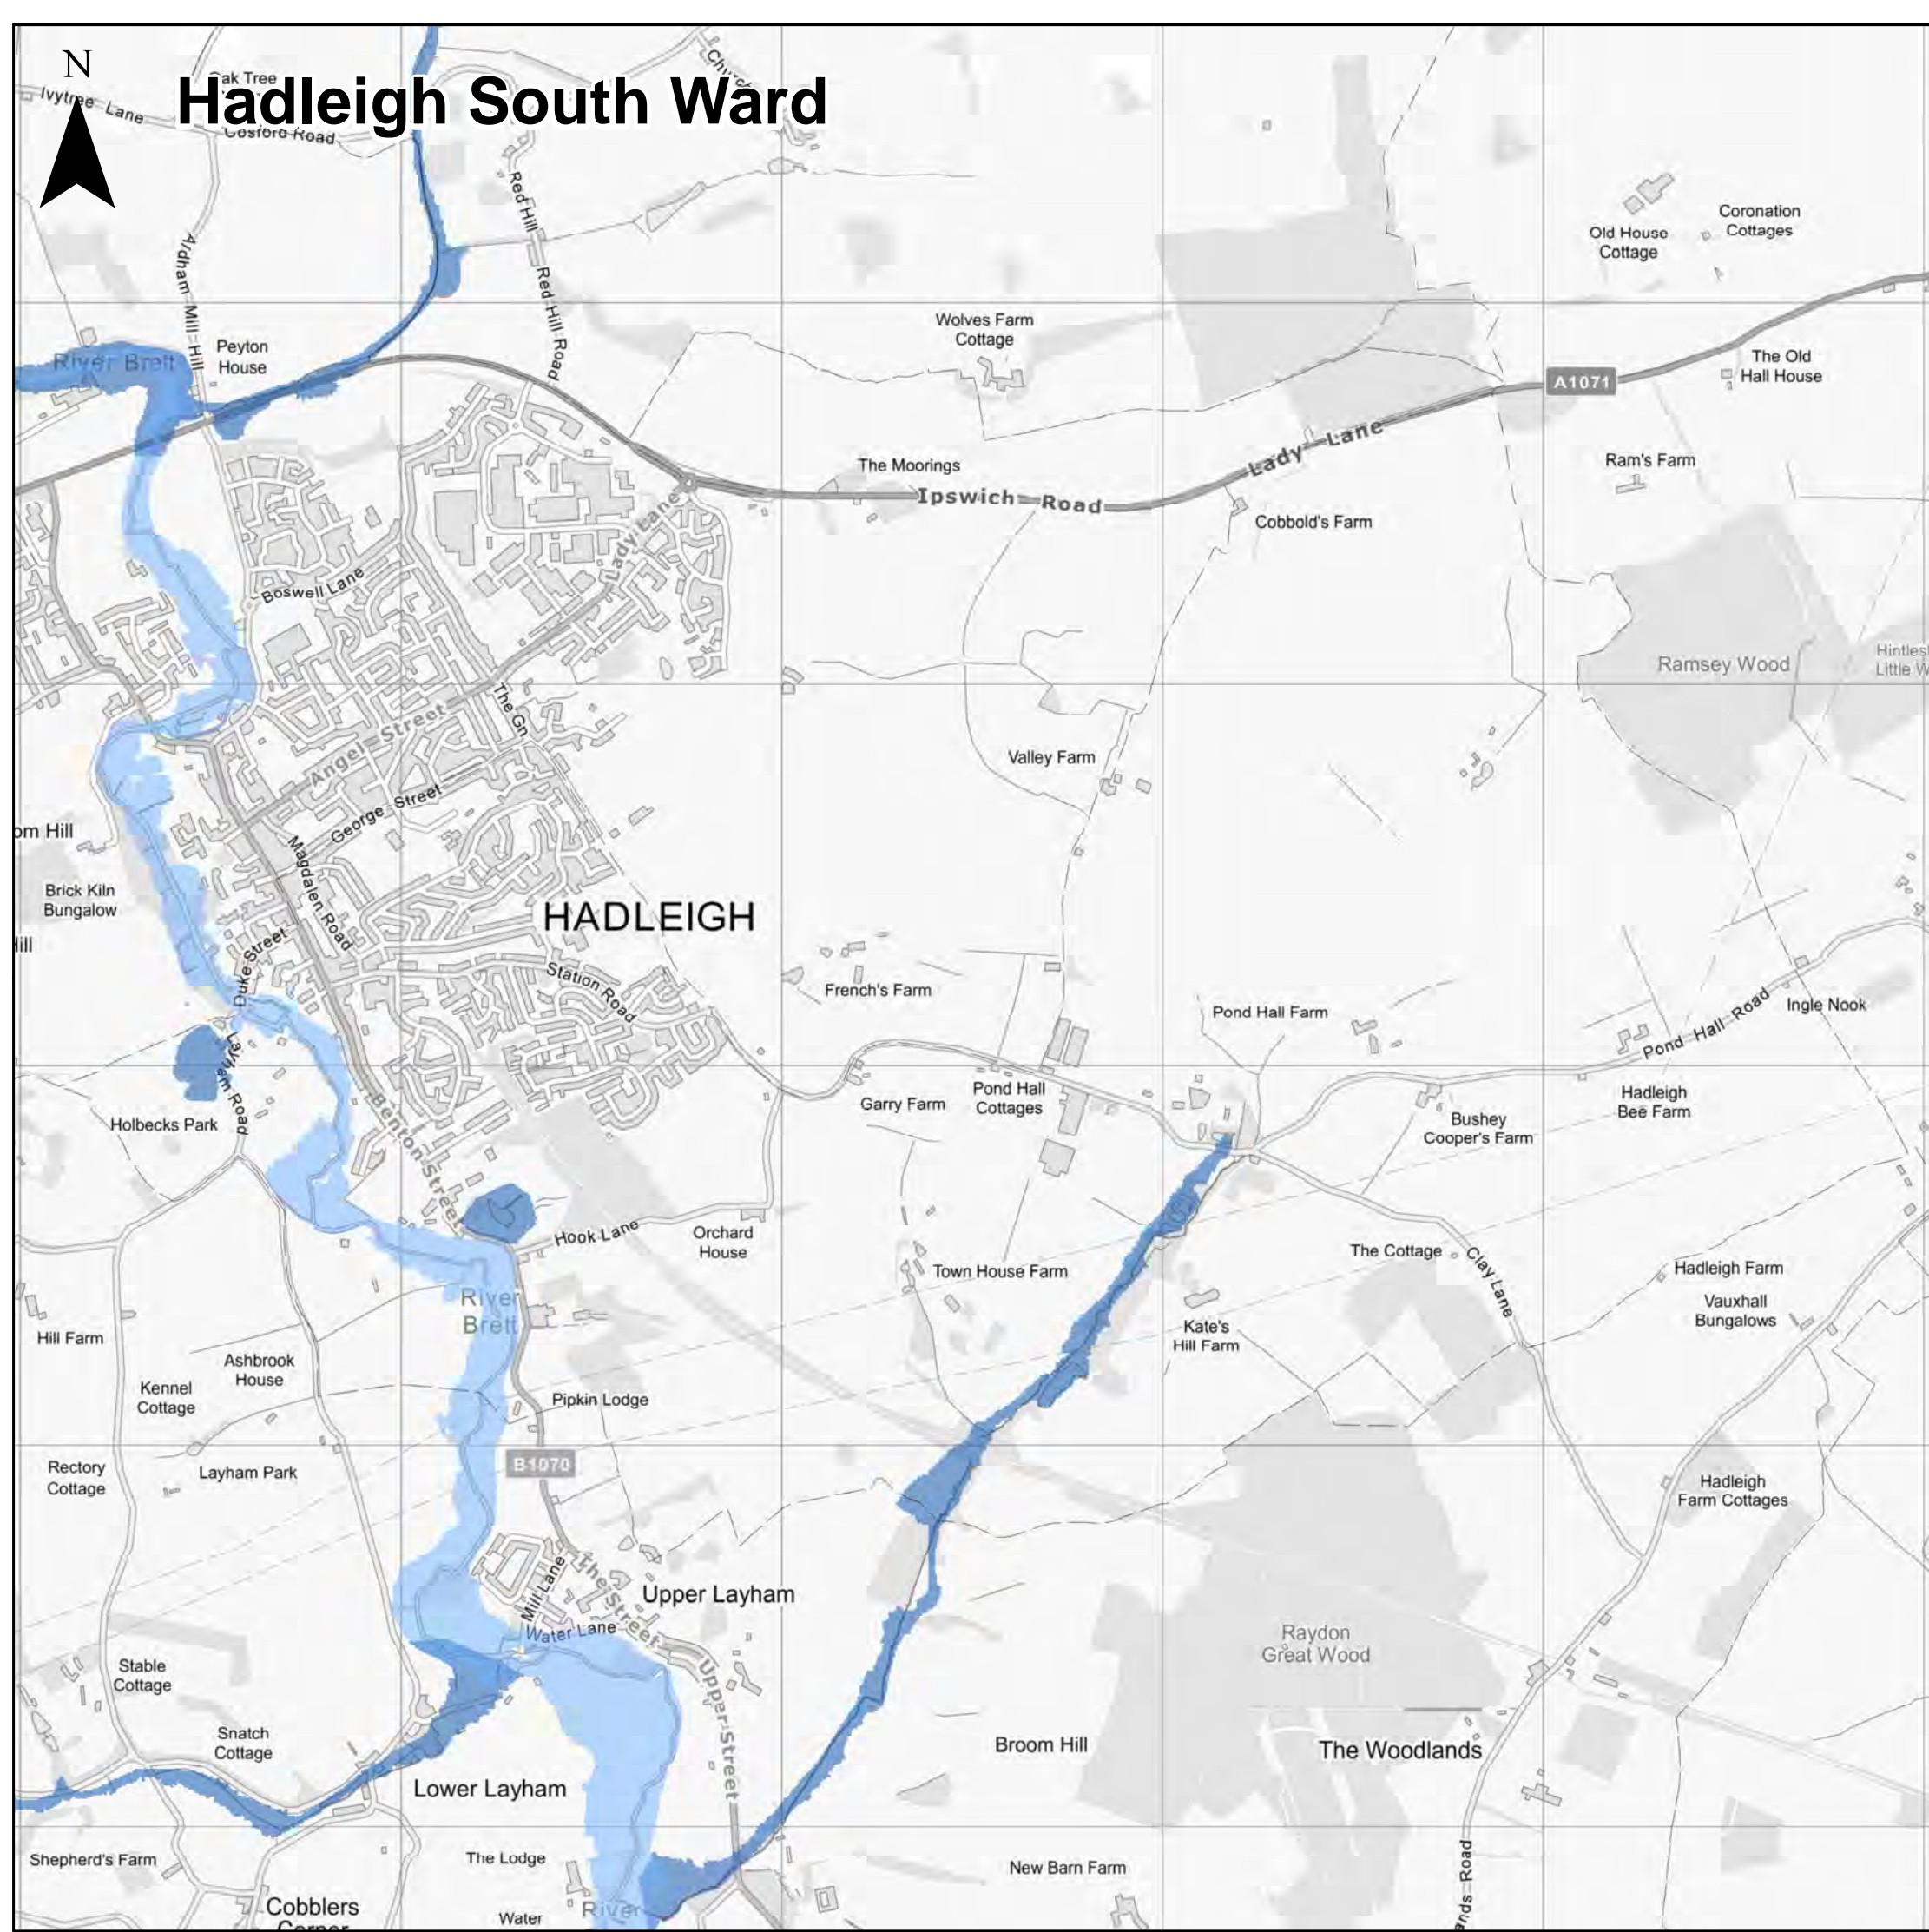 N
Hadleigh South Ward
Oak Tree
Ivytree Lane
Cosford Road
Red Hill
Coronation
Cottages
Old House
Cottage
Aldham Mill Hill
Red Hill Road
Wolves Farm
Cottage
Peyton
House
River Brett
The Old
Hall House
A1071
Lady Lane
The Moorings
Ram's Farm
Ipswich Road
Cobbold's Farm
Lady Lane
Boswell Lane
Ramsey Wood
Little W
The Gn
Angel Street
Valley Farm
George Street
om Hill
Magdalen Road
Brick Kiln
Bungalow
HADLEIGH
Hill
Duke Street
Station Road
French's Farm
Pond Hall Farm
Ingle Nook
Pond Hall Road
Layham Road
Holbecks Park
Benton Street
Garry Farm
Pond Hall
Cottages
Hadleigh
Bee Farm
Bushey
Cooper's Farm
Hook Lane
Orchard
House
The Cottage
Clay Lane
Town House Farm
Hadleigh Farm
Vauxhall
Bungalows
River
Brett
Kate's
Hill Farm
Hill Farm
Ashbrook
House
Kennel
Cottage
Pipkin Lodge
B1070
Rectory
Cottage
Layham Park
Hadleigh
Farm Cottages
Mill Lane
The Street
Upper Layham
Water Lane
Raydon
Great Wood
Stable
Cottage
Upper Street
Snatch
Cottage
Broom Hill
The Woodlands
Lower Layham
Shepherd's Farm
The Lodge
New Barn Farm
ands Road
Cobblers
Corner
Water
River